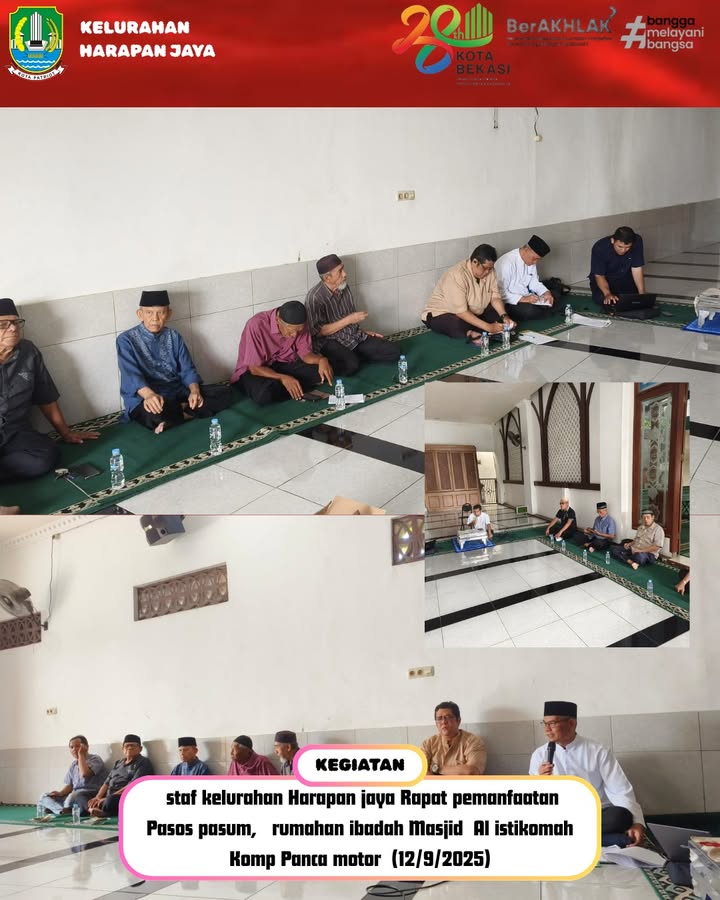 KELURAHAN
HARAPAN JAYA
KOTA PATRIOT
28th
KOTA
BEKASI
BerAKHLAK
#bangga
melayani
bangsa
KEGIATAN
staf kelurahan Harapan jaya Rapat pemanfaatan
Pasos pasum, rumahan ibadah Masjid Al istikomah
Komp Panca motor (12/9/2025)